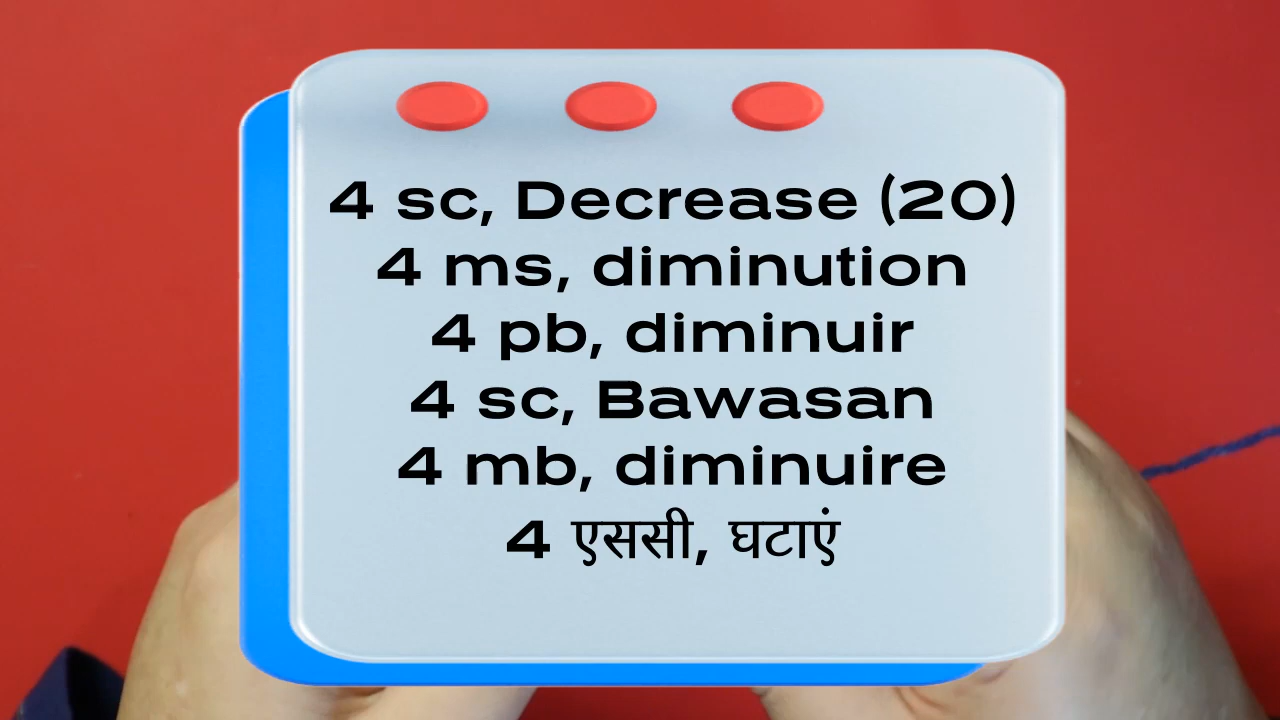 4 sc, Decrease (20)
4 ms, diminution
4 pb, diminuir
4 sc, Bawasan
4 mb, diminuire
4 एससी, घटाएं